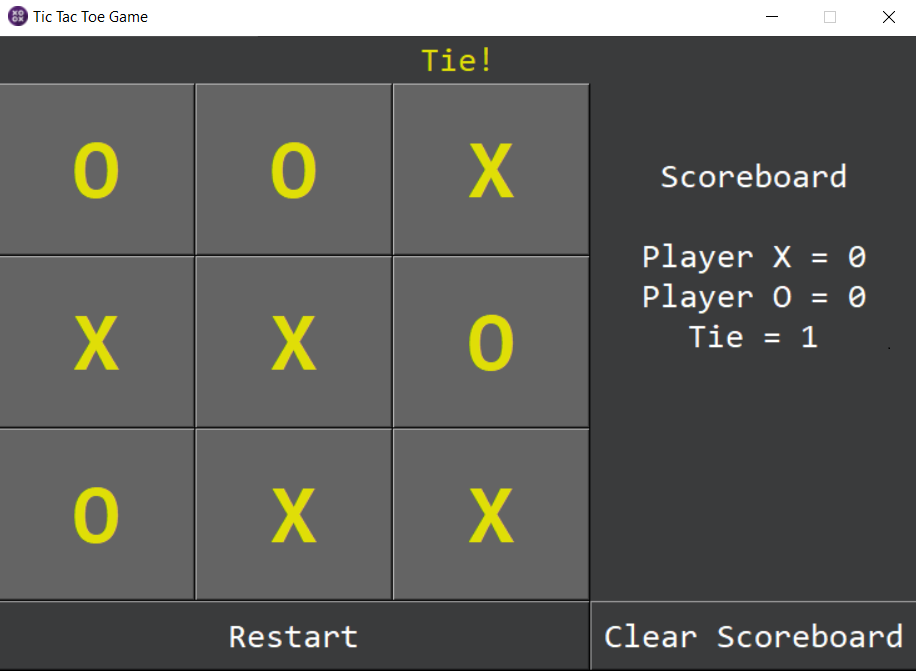 Tic Tac Toe Game
Tie!
O O X
X X O
O X X
Scoreboard
Player X = 0
Player O = 0
Tie = 1
Restart
Clear Scoreboard